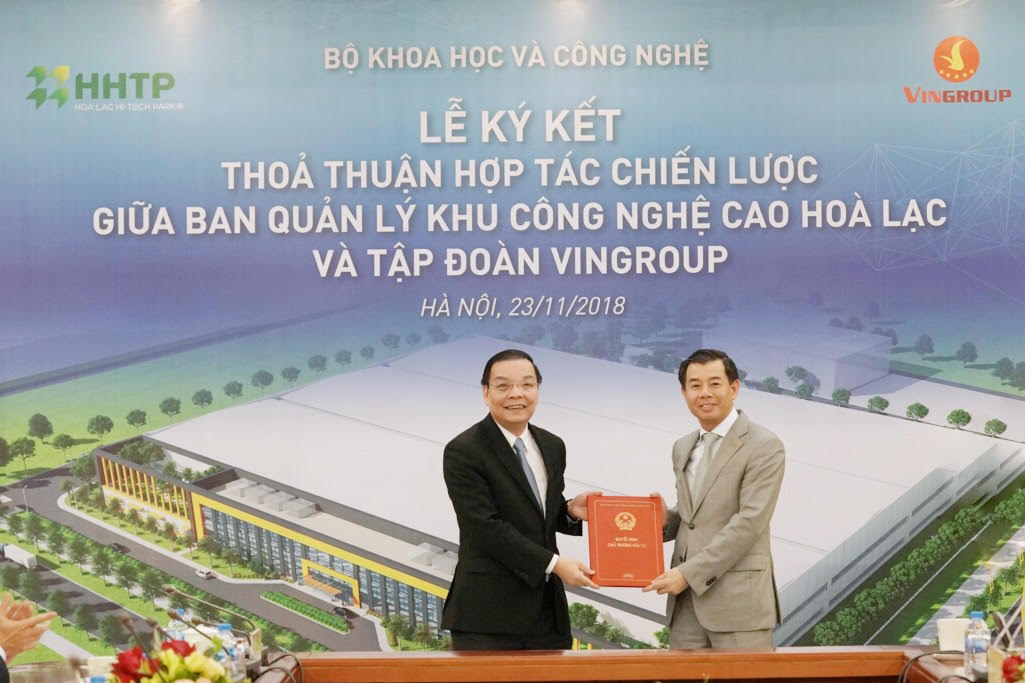 BỘ KHOA HỌC VÀ CÔNG NGHỆ
HHTP
HOA LAC HI-TECH PARK®
VINGROUP
LỄ KÝ KẾT
THOẢ THUẬN HỢP TÁC CHIẾN LƯỢC
GIỮA BAN QUẢN LÝ KHU CÔNG NGHỆ CAO HOÀ LẠC
VÀ TẬP ĐOÀN VINGROUP
HÀ NỘI, 23/11/2018
QUYẾT ĐỊNH
CHỦ TRƯƠNG ĐẦU TƯ